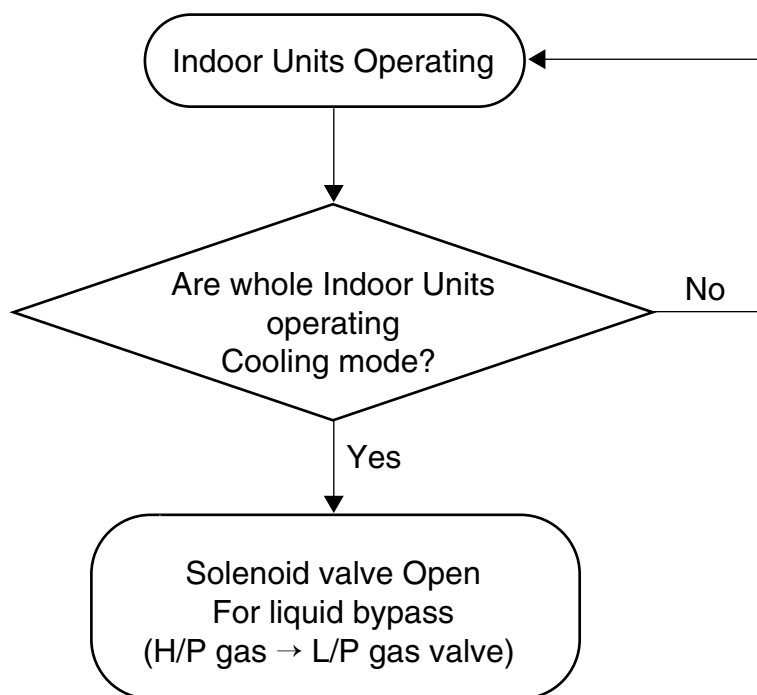 Indoor Units Operating
Are whole Indoor Units
operating
Cooling mode?
No
Yes
Solenoid valve Open
For liquid bypass
(H/P gas → L/P gas valve)